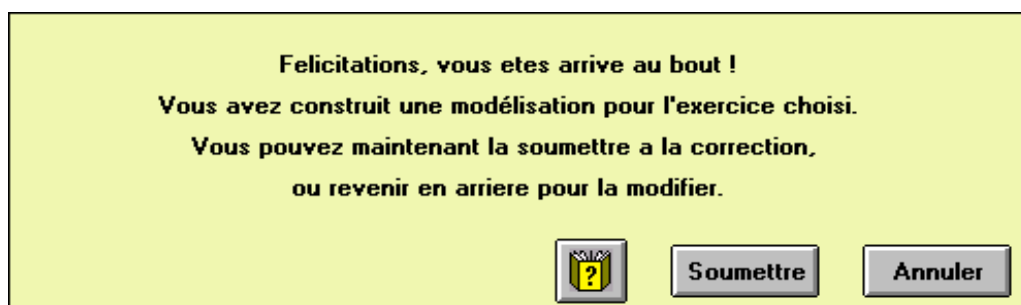 Felicitations, vous etes arrive au bout !
Vous avez construit une modélisation pour l'exercice choisi.
Vous pouvez maintenant la soumettre a la correction,
ou revenir en arriere pour la modifier.
? Soumettre Annuler